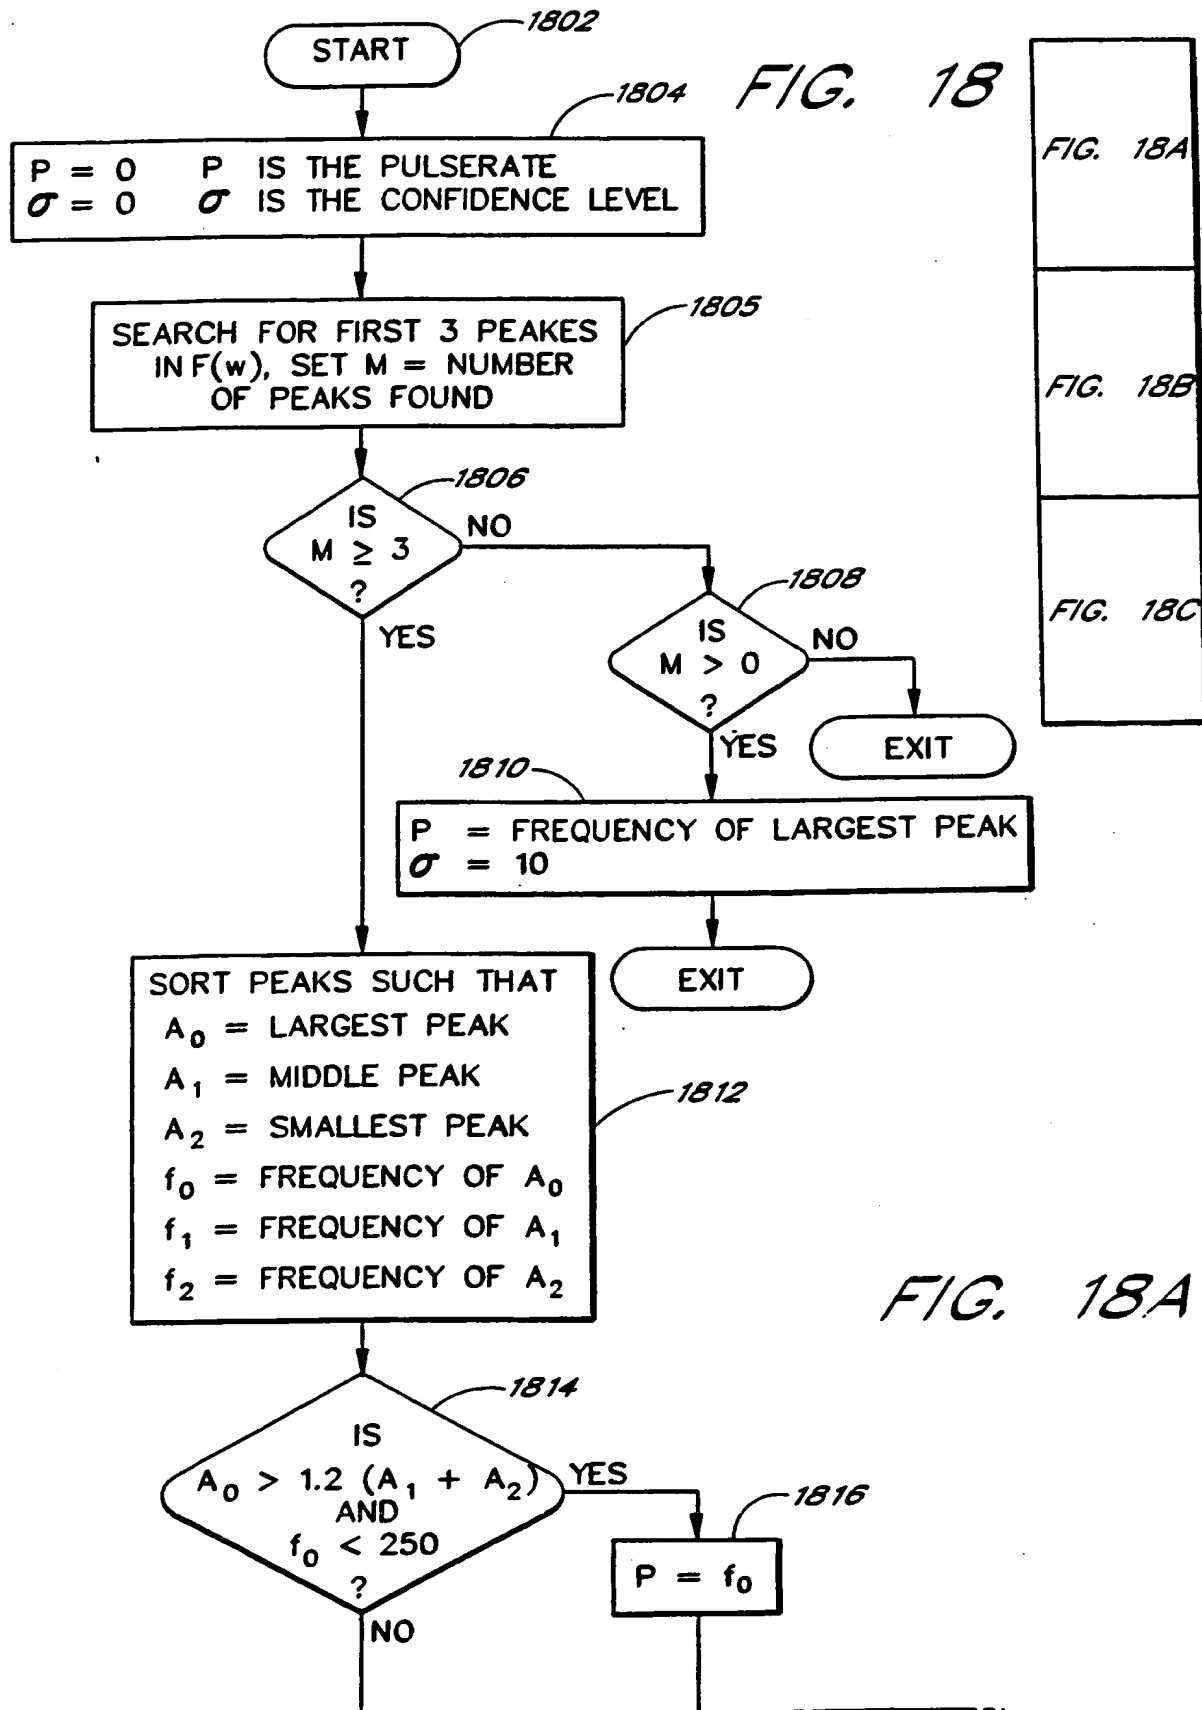 START
1802
FIG. 18
1804
P = 0 P IS THE PULSERATE
σ = 0 σ IS THE CONFIDENCE LEVEL
FIG. 18A
FIG. 18B
FIG. 18C
1805
SEARCH FOR FIRST 3 PEAKES
IN F(w), SET M = NUMBER
OF PEAKS FOUND
1806
IS
M ≥ 3
?
NO
YES
1808
IS
M > 0
?
NO
YES
EXIT
1810
P = FREQUENCY OF LARGEST PEAK
σ = 10
EXIT
SORT PEAKS SUCH THAT
A₀ = LARGEST PEAK
A₁ = MIDDLE PEAK
A₂ = SMALLEST PEAK
f₀ = FREQUENCY OF A₀
f₁ = FREQUENCY OF A₁
f₂ = FREQUENCY OF A₂
1812
FIG. 18A
1814
IS
A₀ > 1.2 (A₁ + A₂)
AND
f₀ < 250
?
YES
NO
1816
P = f₀